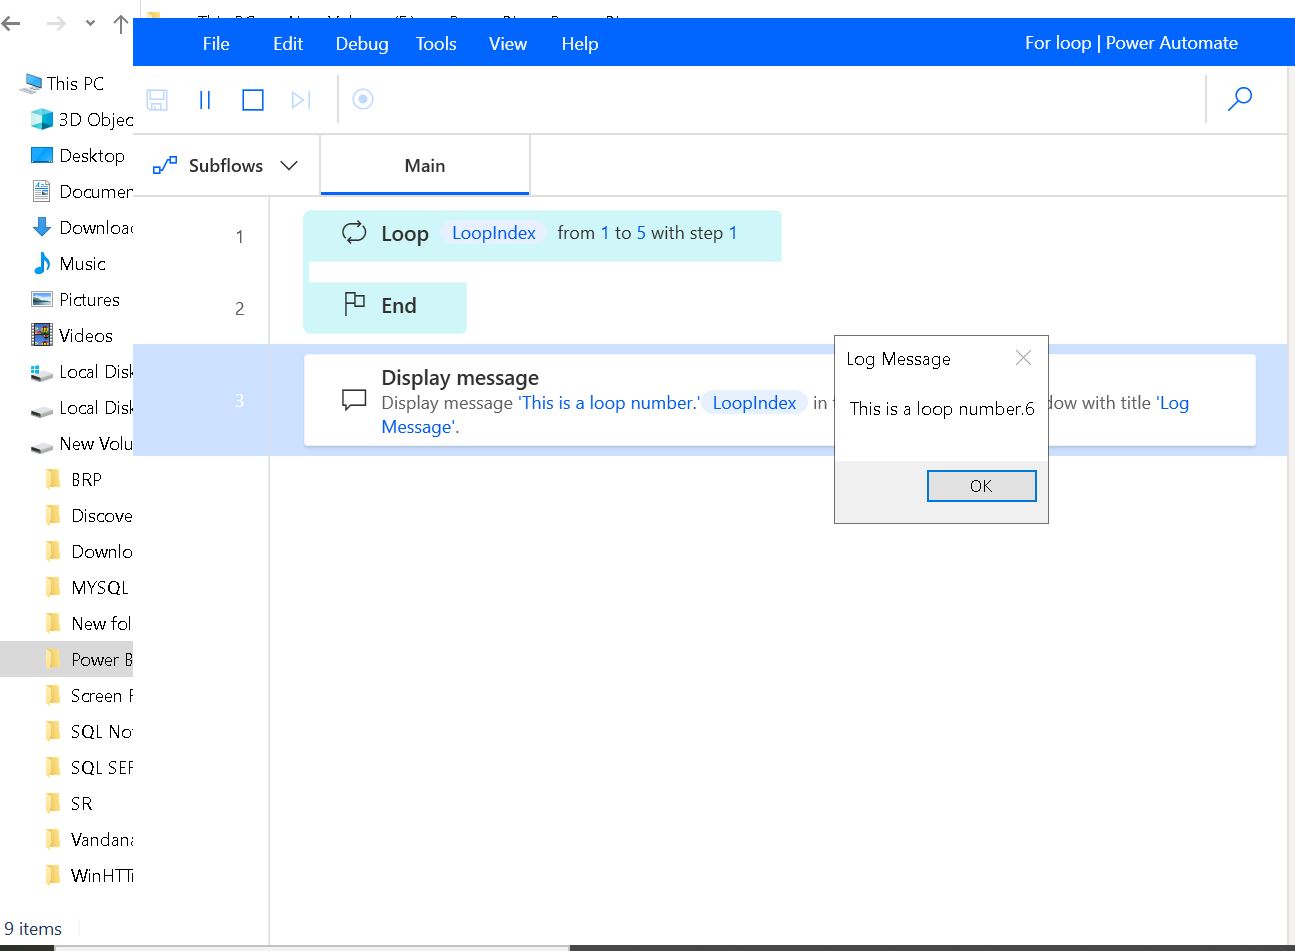 File Edit Debug Tools View Help For loop | Power Automate
This PC
3D Objec
Desktop
Documen
Downloac
Music
Pictures
Videos
Local Disk
Local Disk
New Volu
BRP
Discove
Downlo
MYSQL
New fol
Power B
Screen F
SQL No
SQL SEF
SR
Vandana
WinHTTi
9 items
Subflows Main
1 Loop LoopIndex from 1 to 5 with step 1
2 End
3 Display message
Display message 'This is a loop number.' LoopIndex in t dow with title 'Log
Message'.
Log Message
This is a loop number.6
OK